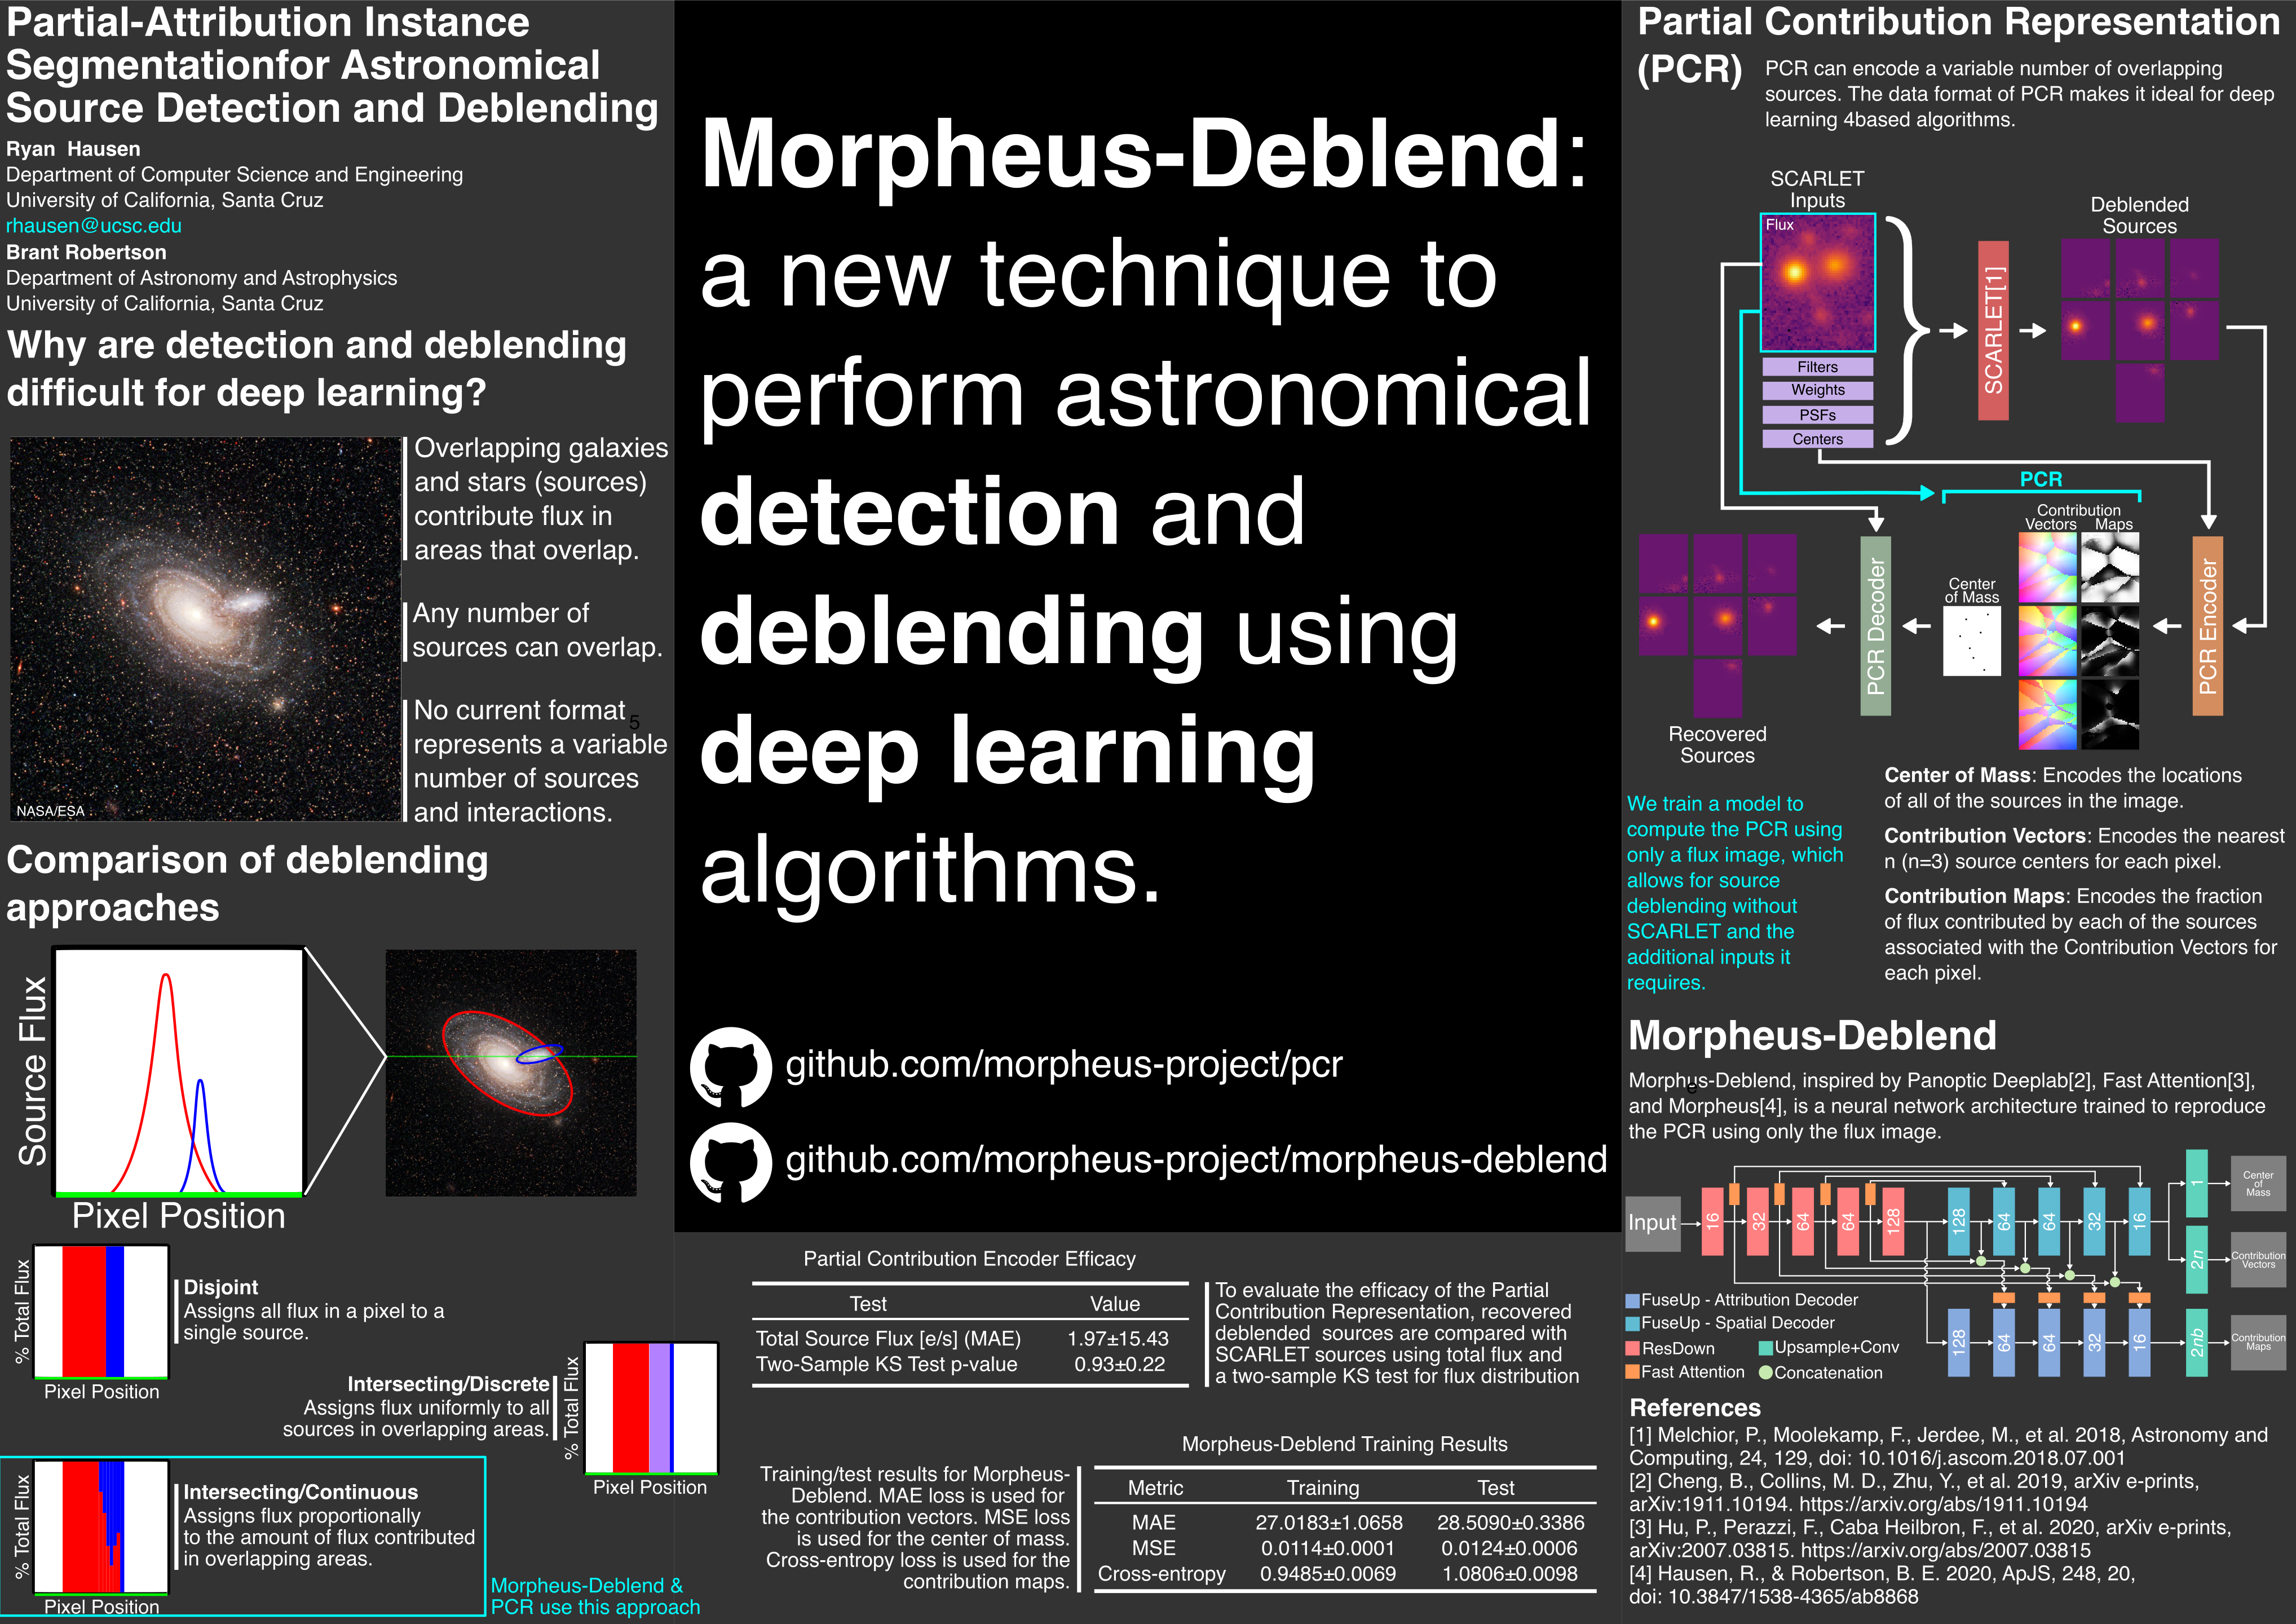 Partial-Attribution Instance
Segmentationfor Astronomical
Source Detection and Deblending
Ryan Hausen
Department of Computer Science and Engineering
University of California, Santa Cruz
rhausen@ucsc.edu
Brant Robertson
Department of Astronomy and Astrophysics
University of California, Santa Cruz
Why are detection and deblending
difficult for deep learning?
Overlapping galaxies
and stars (sources)
contribute flux in
areas that overlap.
Any number of
sources can overlap.
No current format
5
represents a variable
number of sources
and interactions.
NASA/ESA
Comparison of deblending
approaches
Source Flux
Pixel Position
% Total Flux
Pixel Position
Disjoint
Assigns all flux in a pixel to a
single source.
Intersecting/Discrete
Assigns flux uniformly to all
sources in overlapping areas.
% Total Flux
Pixel Position
% Total Flux
Pixel Position
Intersecting/Continuous
Assigns flux proportionally
to the amount of flux contributed
in overlapping areas.
Morpheus-Deblend &
PCR use this approach
Morpheus-Deblend:
a new technique to
perform astronomical
detection and
deblending using
deep learning
algorithms.
github.com/morpheus-project/pcr
github.com/morpheus-project/morpheus-deblend
Partial Contribution Encoder Efficacy
Test Value
Total Source Flux [e/s] (MAE) 1.97±15.43
Two-Sample KS Test p-value 0.93±0.22
To evaluate the efficacy of the Partial
Contribution Representation, recovered
deblended sources are compared with
SCARLET sources using total flux and
a two-sample KS test for flux distribution
Training/test results for Morpheus-
Deblend. MAE loss is used for
the contribution vectors. MSE loss
is used for the center of mass.
Cross-entropy loss is used for the
contribution maps.
Morpheus-Deblend Training Results
Metric Training Test
MAE 27.0183±1.0658 28.5090±0.3386
MSE 0.0114±0.0001 0.0124±0.0006
Cross-entropy 0.9485±0.0069 1.0806±0.0098
Partial Contribution Representation
(PCR)
PCR can encode a variable number of overlapping
sources. The data format of PCR makes it ideal for deep
learning 4based algorithms.
SCARLET
Inputs
Flux
Filters
Weights
PSFs
Centers
SCARLET[1]
Deblended
Sources
PCR
Contribution
Vectors Maps
Center
of Mass
PCR Decoder
PCR Encoder
Recovered
Sources
We train a model to
compute the PCR using
only a flux image, which
allows for source
deblending without
SCARLET and the
additional inputs it
requires.
Center of Mass: Encodes the locations
of all of the sources in the image.
Contribution Vectors: Encodes the nearest
n (n=3) source centers for each pixel.
Contribution Maps: Encodes the fraction
of flux contributed by each of the sources
associated with the Contribution Vectors for
each pixel.
Morpheus-Deblend
Morpheus-Deblend, inspired by Panoptic Deeplab[2], Fast Attention[3],
and Morpheus[4], is a neural network architecture trained to reproduce
the PCR using only the flux image.
Input
16 32 64 64 128 128 64 64 32 16
1
Center
of
Mass
2n
Contribution
Vectors
128 64 64 32 16
2nb
Contribution
Maps
FuseUp - Attribution Decoder
FuseUp - Spatial Decoder
ResDown Upsample+Conv
Fast Attention Concatenation
References
[1] Melchior, P., Moolekamp, F., Jerdee, M., et al. 2018, Astronomy and
Computing, 24, 129, doi: 10.1016/j.ascom.2018.07.001
[2] Cheng, B., Collins, M. D., Zhu, Y., et al. 2019, arXiv e-prints,
arXiv:1911.10194. https://arxiv.org/abs/1911.10194
[3] Hu, P., Perazzi, F., Caba Heilbron, F., et al. 2020, arXiv e-prints,
arXiv:2007.03815. https://arxiv.org/abs/2007.03815
[4] Hausen, R., & Robertson, B. E. 2020, ApJS, 248, 20,
doi: 10.3847/1538-4365/ab8868